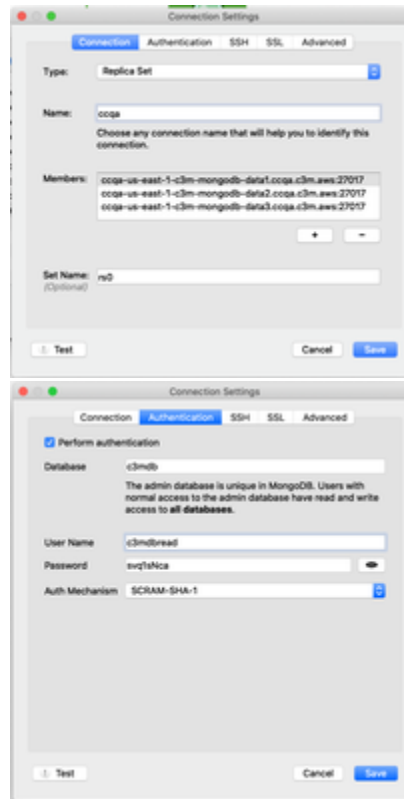 Connection Settings
Connection Authentication SSH SSL Advanced
Type: Replica Set
Name: ccqa
Choose any connection name that will help you to identify this
connection.
Members: ccqa-us-east-1-c3m-mongodb-data1.ccqa.c3m.aws:27017
ccqa-us-east-1-c3m-mongodb-data2.ccqa.c3m.aws:27017
ccqa-us-east-1-c3m-mongodb-data3.ccqa.c3m.aws:27017
+ -
Set Name: rs0
(Optional)
Test Cancel Save
Connection Settings
Connection Authentication SSH SSL Advanced
Perform authentication
Database c3mdb
The admin database is unique in MongoDB. Users with
normal access to the admin database have read and write
access to all databases.
User Name c3mdbread
Password svq1sNca
Auth Mechanism SCRAM-SHA-1
Test Cancel Save